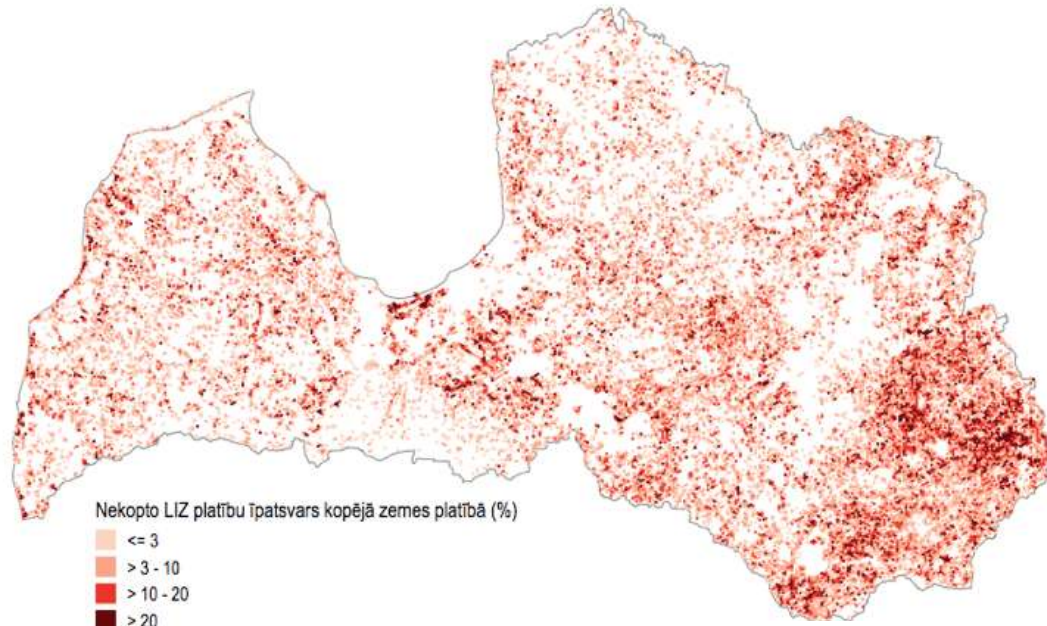 Nekopto LIZ platību īpatsvars kopējā zemes platībā (%)
<= 3
> 3 - 10
> 10 - 20
> 20